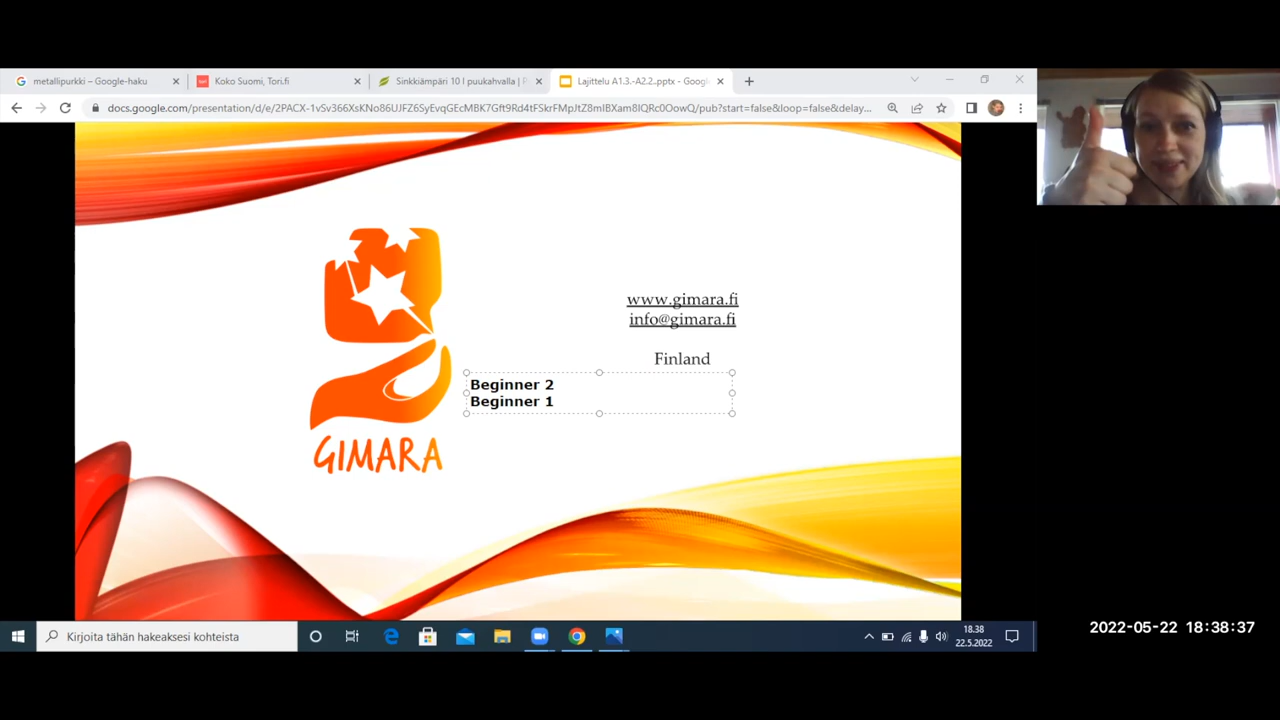 metallipurkki – Google-haku
Koko Suomi, Tori.fi
Sinkkiämpäri 10 l puukahvalla | P
Lajittelu A1.3.-A2.2..pptx - Goog
docs.google.com/presentation/d/e/2PACX-1vSv366XsKNo86UJFZ6SyEvqGEcMBK7Gft9Rd4tFSkrFMpJtZ8mIBXam8IQRc0OowQ/pub?start=false&loop=false&delay...
www.gimara.fi
info@gimara.fi
Finland
Beginner 2
Beginner 1
GIMARA
Kirjoita tähän hakeaksesi kohteista
18.38
22.5.2022
2022-05-22 18:38:37